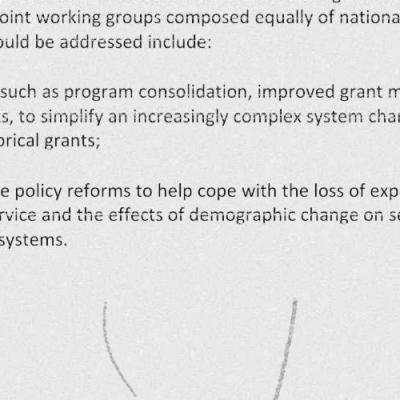 oint working groups composed equally of nationa
ould be addressed include:
such as program consolidation, improved grant m
s, to simplify an increasingly complex system cha
orical grants;
e policy reforms to help cope with the loss of exp
rvice and the effects of demographic change on se
systems.